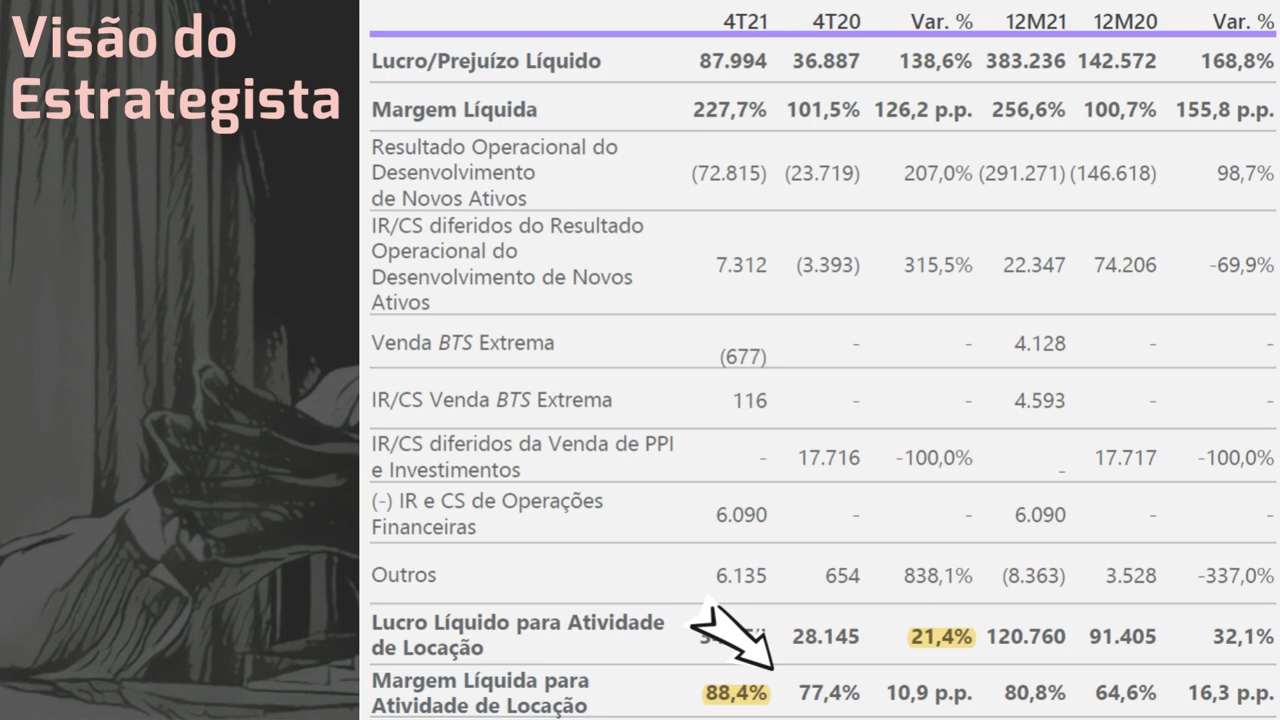 Visão do
Estrategista
4T21 4T20 Var. % 12M21 12M20 Var. %
Lucro/Prejuízo Líquido 87.994 36.887 138,6% 383.236 142.572 168,8%
Margem Líquida 227,7% 101,5% 126,2 p.p. 256,6% 100,7% 155,8 p.p.
Resultado Operacional do
Desenvolvimento (72.815) (23.719) 207,0% (291.271) (146.618) 98,7%
de Novos Ativos
IR/CS diferidos do Resultado
Operacional do
7.312 (3.393) 315,5% 22.347 74.206 -69,9%
Desenvolvimento de Novos
Ativos
Venda BTS Extrema (677) - - 4.128 - -
IR/CS Venda BTS Extrema 116 - - 4.593 - -
IR/CS diferidos da Venda de PPI
- 17.716 -100,0% - 17.717 -100,0%
e Investimentos
(-) IR e CS de Operações
6.090 - - 6.090 - -
Financeiras
Outros 6.135 654 838,1% (8.363) 3.528 -337,0%
Lucro Líquido para Atividade
28.145 21,4% 120.760 91.405 32,1%
de Locação
Margem Líquida para
88,4% 77,4% 10,9 p.p. 80,8% 64,6% 16,3 p.p.
Atividade de Locação